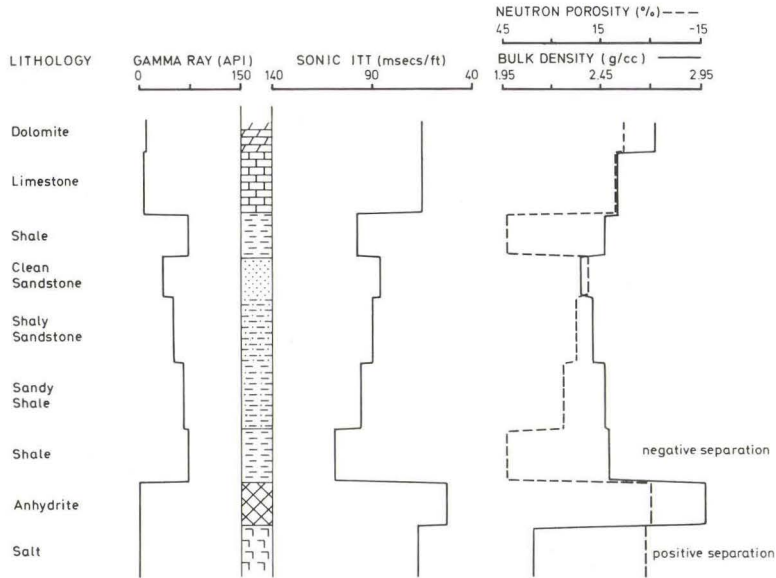 NEUTRON POROSITY (%)
45 15 -15
LITHOLOGY GAMMA RAY (API) SONIC ITT (msecs/ft) BULK DENSITY (g/cc)
0 150 140 90 40 1.95 2.45 2.95
Dolomite
Limestone
Shale
Clean
Sandstone
Shaly
Sandstone
Sandy
Shale
Shale negative separation
Anhydrite
Salt positive separation